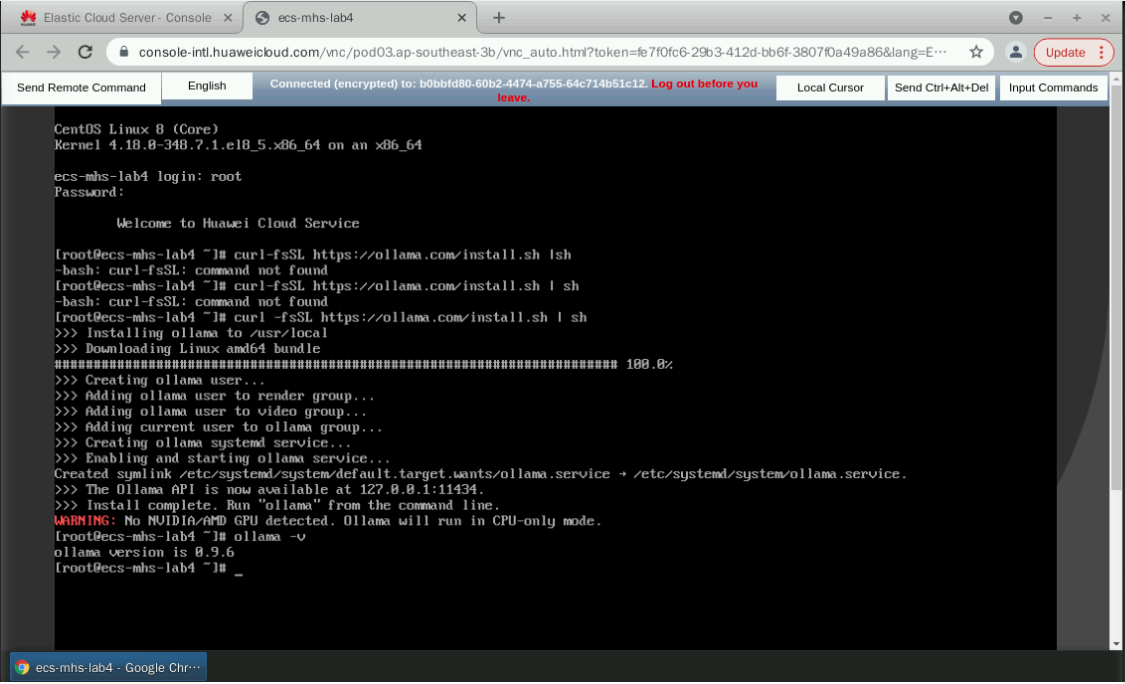 Elastic Cloud Server - Console
ecs-mhs-lab4
console-intl.huaweicloud.com/vnc/pod03.ap-southeast-3b/vnc_auto.html?token=fe7f0fc6-29b3-412d-bb6f-3807f0a49a86&lang=E···
Update
Send Remote Command
English
Connected (encrypted) to: b0bbfd80-60b2-4474-a755-64c714b51c12. Log out before you
leave.
Local Cursor
Send Ctrl+Alt+Del
Input Commands
CentOS Linux 8 (Core)
Kernel 4.18.0-348.7.1.el8_5.x86_64 on an x86_64
ecs-mhs-lab4 login: root
Password:
Welcome to Huawei Cloud Service
[root@ecs-mhs-lab4 ~]# curl-fsSL https://ollama.com/install.sh |sh
-bash: curl-fsSL: command not found
[root@ecs-mhs-lab4 ~]# curl-fsSL https://ollama.com/install.sh | sh
-bash: curl-fsSL: command not found
[root@ecs-mhs-lab4 ~]# curl -fsSL https://ollama.com/install.sh | sh
>>> Installing ollama to /usr/local
>>> Downloading Linux amd64 bundle
######################################################################## 100.0%
>>> Creating ollama user...
>>> Adding ollama user to render group...
>>> Adding ollama user to video group...
>>> Adding current user to ollama group...
>>> Creating ollama systemd service...
>>> Enabling and starting ollama service...
Created symlink /etc/systemd/system/default.target.wants/ollama.service → /etc/systemd/system/ollama.service.
>>> The Ollama API is now available at 127.0.0.1:11434.
>>> Install complete. Run "ollama" from the command line.
WARNING: No NVIDIA/AMD GPU detected. Ollama will run in CPU-only mode.
[root@ecs-mhs-lab4 ~]# ollama -v
ollama version is 0.9.6
[root@ecs-mhs-lab4 ~]# _
ecs-mhs-lab4 - Google Chr···